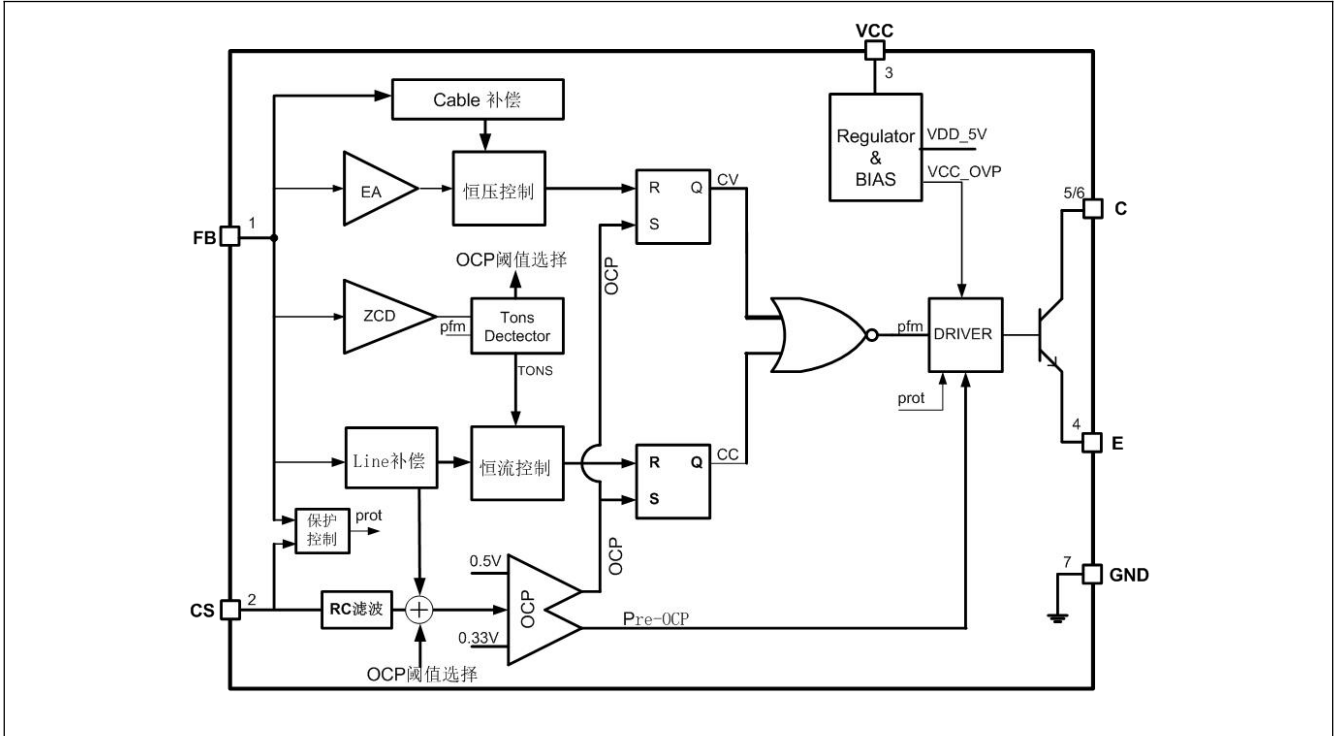 VCC
3
Cable 补偿
Regulator
&
BIAS
VDD_5V
VCC_OVP
EA
恒压控制
R
Q
S
CV
5/6
C
1
FB
OCP阈值选择
OCP
ZCD
pfm
Tons
Dectector
TONS
pfm
DRIVER
prot
4
E
Line补偿
恒流控制
R
Q
S
CC
保护
控制
prot
OCP
0.5V
7
GND
CS
2
RC滤波
+
OCP
0.33V
Pre-OCP
OCP阈值选择